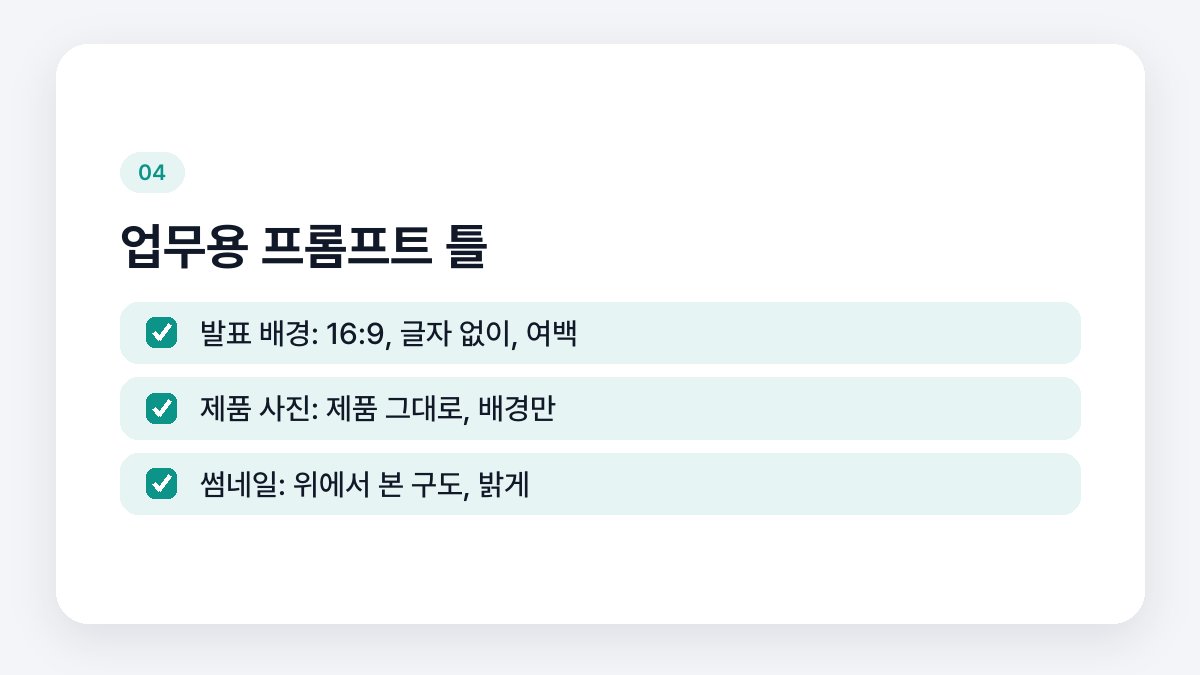 04
업무용 프롬프트 틀
발표 배경: 16:9, 글자 없이, 여백
제품 사진: 제품 그대로, 배경만
썸네일: 위에서 본 구도, 밝게